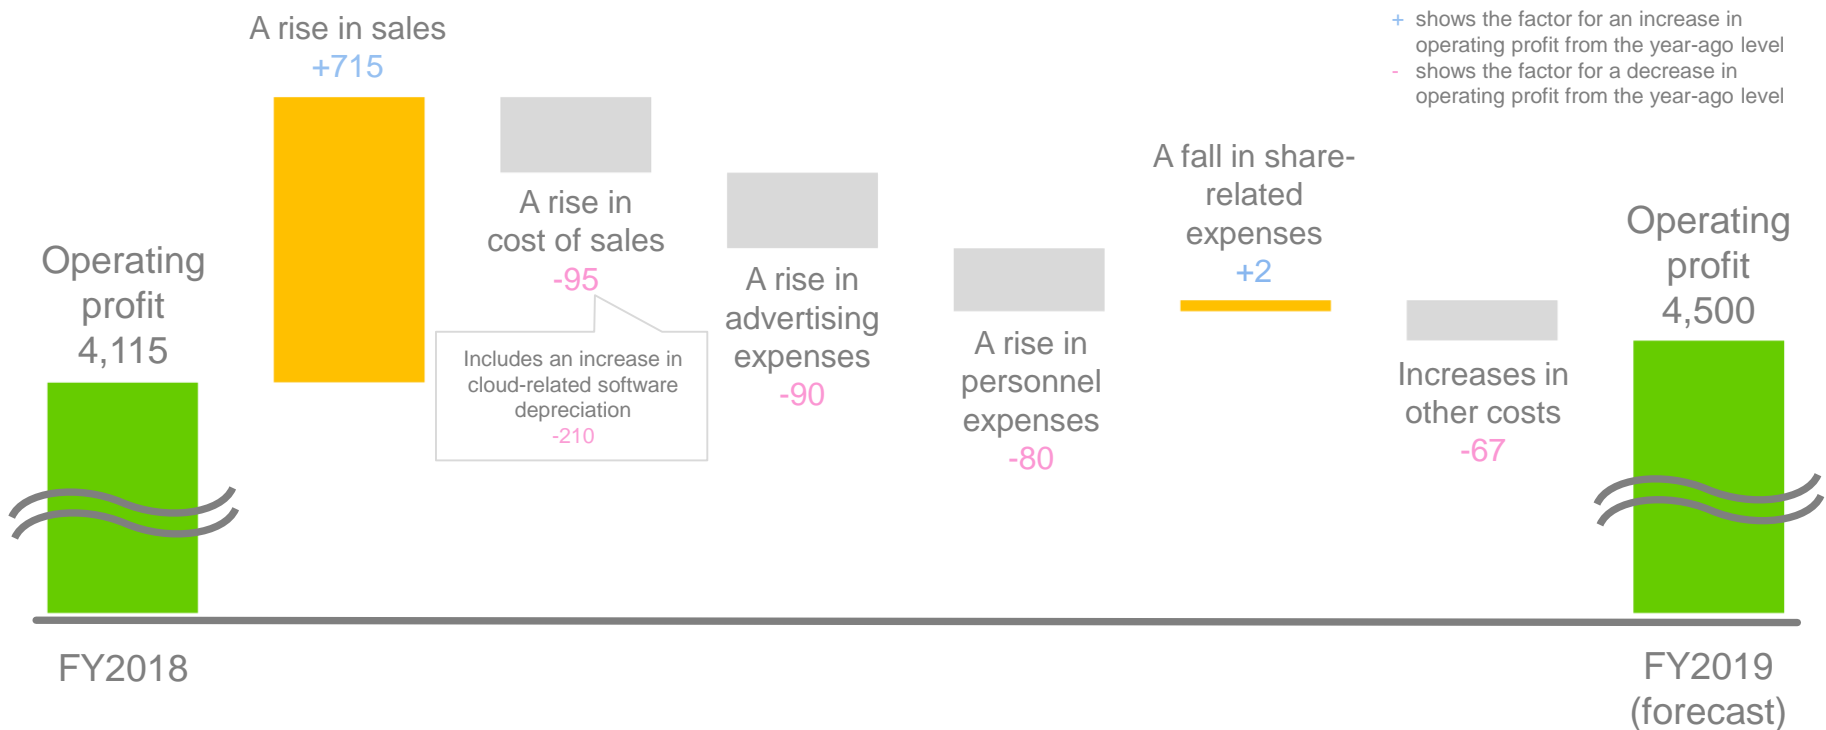 A rise in sales
+715
+ shows the factor for an increase in
operating profit from the year-ago level
- shows the factor for a decrease in
operating profit from the year-ago level
Operating
profit
4,115
A rise in
cost of sales
-95
Includes an increase in
cloud-related software
depreciation
-210
A rise in
advertising
expenses
-90
A rise in
personnel
expenses
-80
A fall in share-
related
expenses
+2
Increases in
other costs
-67
Operating
profit
4,500
FY2018
FY2019
(forecast)